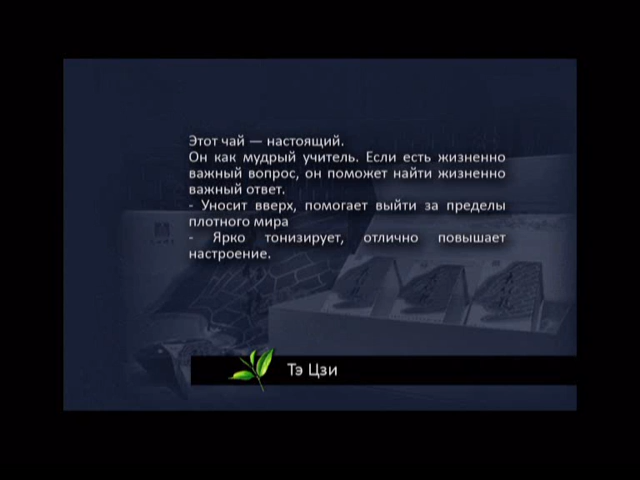 Этот чай — настоящий.
Он как мудрый учитель. Если есть жизненно
важный вопрос, он поможет найти жизненно
важный ответ.
- Уносит вверх, помогает выйти за пределы
плотного мира
- Ярко тонизирует, отлично повышает
настроение.
Тэ Цзи